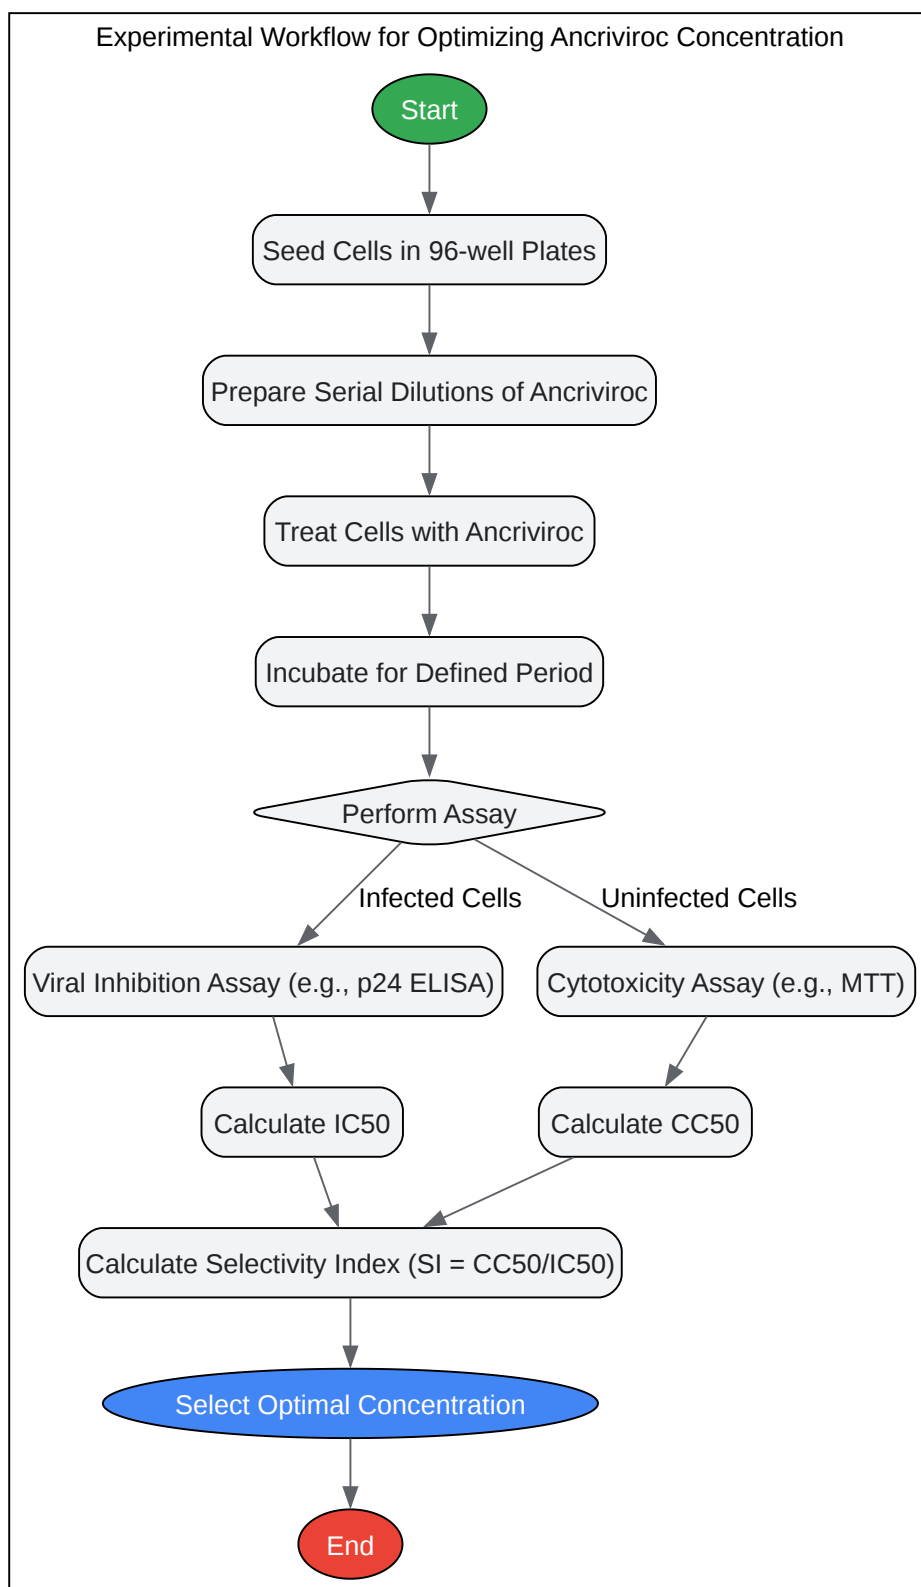 Experimental Workflow for Optimizing Ancriviroc Concentration
Start
Seed Cells in 96-well Plates
Prepare Serial Dilutions of Ancriviroc
Treat Cells with Ancriviroc
Incubate for Defined Period
Perform Assay
Infected Cells
Uninfected Cells
Viral Inhibition Assay (e.g., p24 ELISA)
Cytotoxicity Assay (e.g., MTT)
Calculate IC50
Calculate CC50
Calculate Selectivity Index (SI = CC50/IC50)
Select Optimal Concentration
End